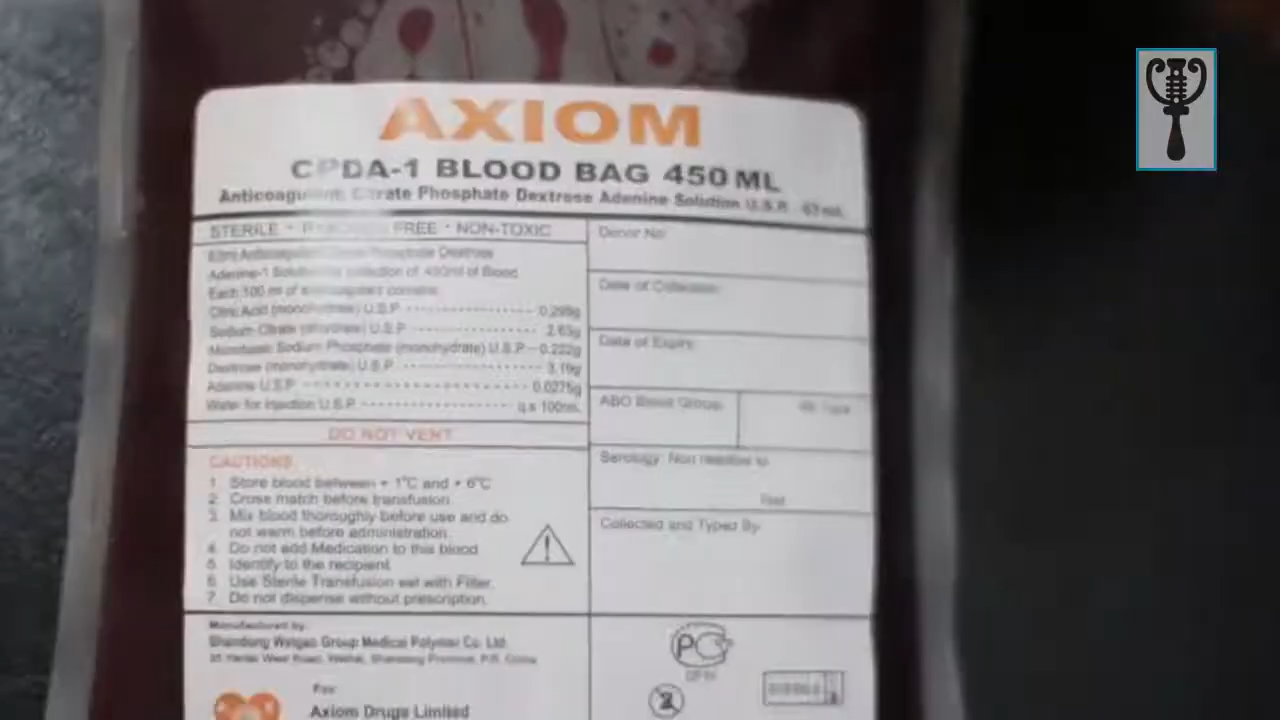 AXIOM
CPDA-1 BLOOD BAG 450 ML
Anticoagulant Citrate Phosphate Dextrose Adenine Solution U.S.P. 63 ml.
STERILE · FREE · NON-TOXIC
Phosphate Dextrose
Adenine-1 collection of 450ml of Blood
Each 100 ml of anticoagulant contains
Citric Acid (monohydrate) U.S.P. 0.299g
Sodium Citrate (dihydrate) U.S.P. 2.63g
Monobasic Sodium Phosphate (monohydrate) U.S.P. 0.222g
Dextrose (monohydrate) U.S.P. 3.19g
Adenine U.S.P. 0.0275g
Water for Injection U.S.P. q.s 100ml.
DO NOT VENT
CAUTIONS
1. Store blood between + 1°C and + 6°C
2. Cross match before transfusion.
3. Mix blood thoroughly before use and do
not warm before administration.
4. Do not add Medication to this blood
5. Identify to the recipient.
6. Use Sterile Transfusion set with Filter.
7. Do not dispense without prescription.
Manufactured by:
Shandong Weigao Group Medical Polymer Co. Ltd.
Weihai, Shandong Province, P.R. China
For:
Axiom Drugs Limited
Donor No:
Date of Collection:
Date of Expiry:
ABO Blood Group
Rh Type
Serology: Non reactive to
Test
Collected and Typed By